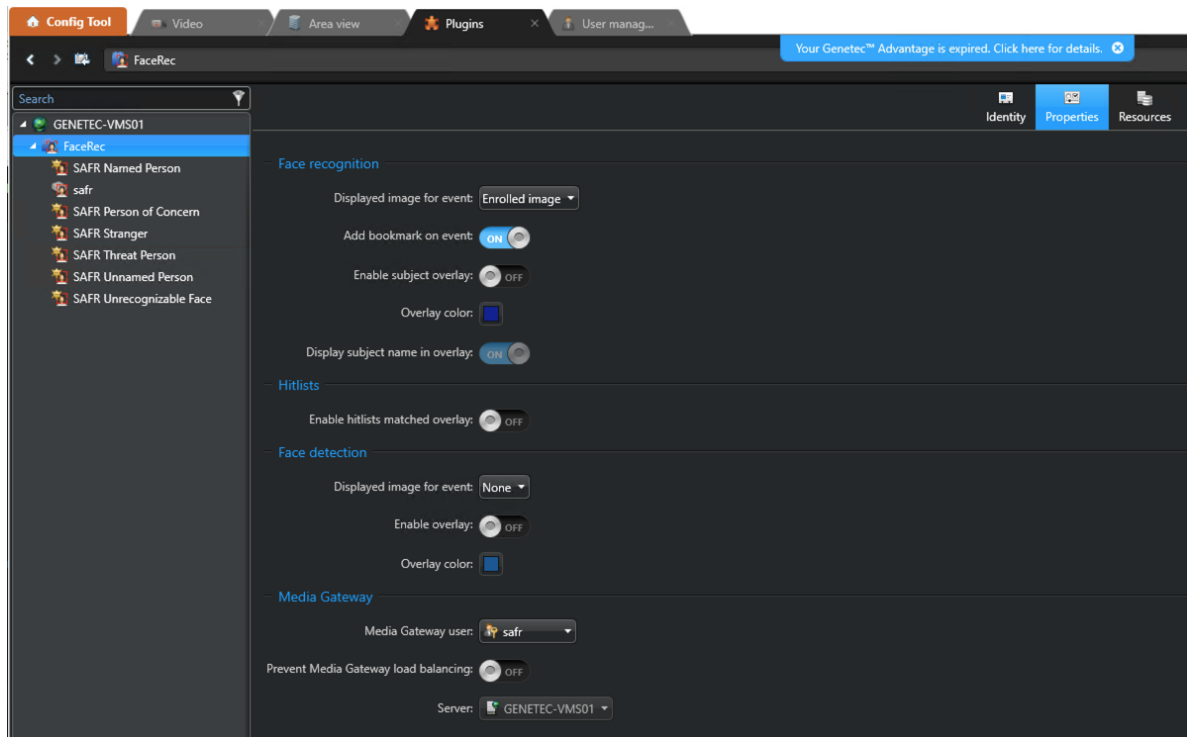 Config Tool
Video
Area view
Plugins
User manag...
Your Genetec™ Advantage is expired. Click here for details.
FaceRec
Search
Identity
Properties
Resources
GENETEC-VMS01
FaceRec
SAFR Named Person
safr
SAFR Person of Concern
SAFR Stranger
SAFR Threat Person
SAFR Unnamed Person
SAFR Unrecognizable Face
Face recognition
Displayed image for event: Enrolled image
Add bookmark on event: ON
Enable subject overlay: OFF
Overlay color:
Display subject name in overlay: ON
Hitlists
Enable hitlists matched overlay: OFF
Face detection
Displayed image for event: None
Enable overlay: OFF
Overlay color:
Media Gateway
Media Gateway user: safr
Prevent Media Gateway load balancing: OFF
Server: GENETEC-VMS01